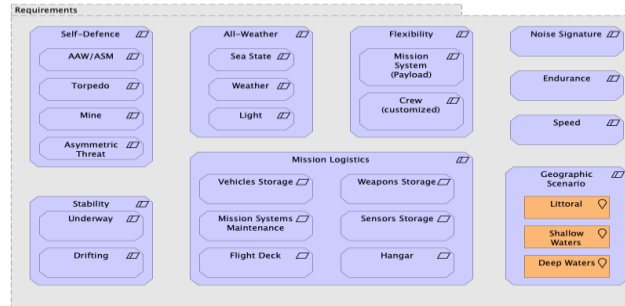 Requirements
Self-Defence
AAW/ASM
Torpedo
Mine
Asymmetric
Threat
Stability
Underway
Drifting
All-Weather
Sea State
Weather
Light
Flexibility
Mission
System
(Payload)
Crew
(customized)
Mission Logistics
Vehicles Storage
Weapons Storage
Mission Systems
Maintenance
Sensors Storage
Flight Deck
Hangar
Noise Signature
Endurance
Speed
Geographic
Scenario
Littoral
Shallow
Waters
Deep Waters